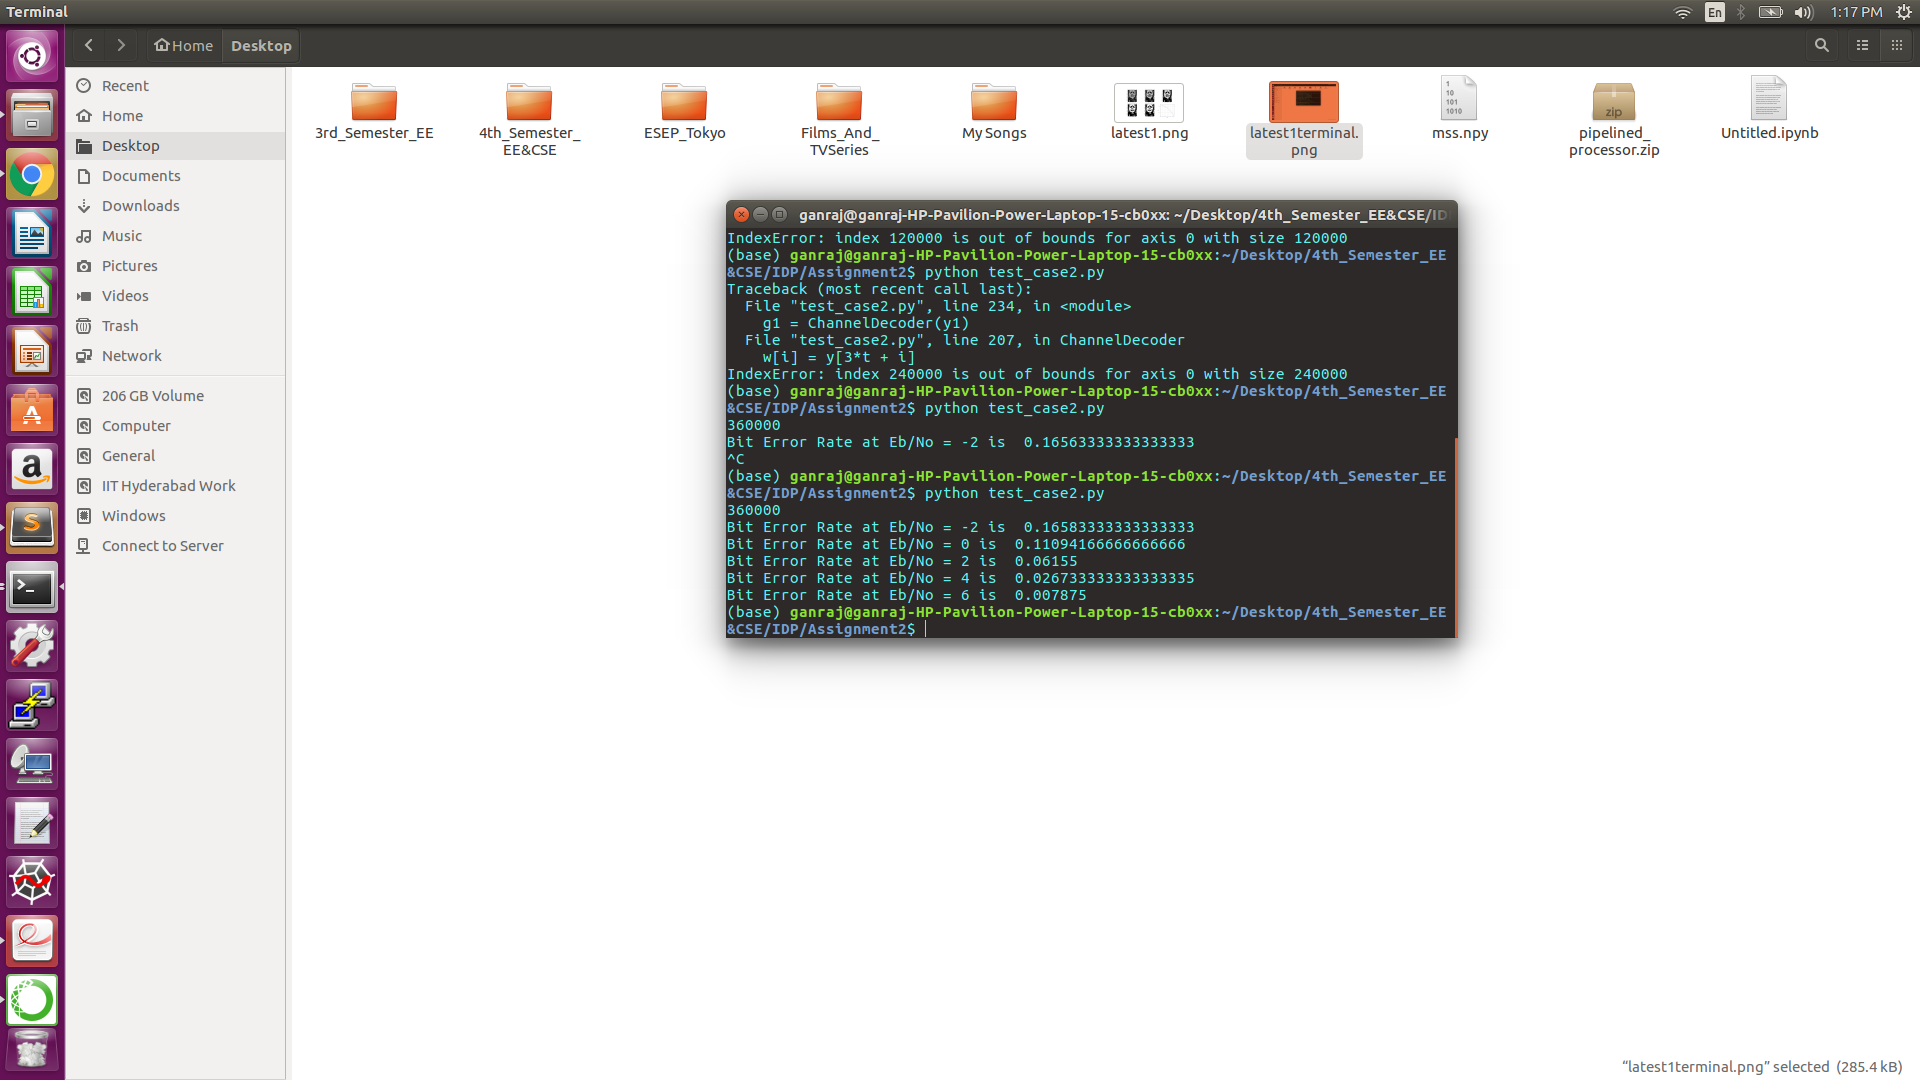 Terminal
En
1:17 PM
Home
Desktop
Recent
Home
Desktop
Documents
Downloads
Music
Pictures
Videos
Trash
Network
206 GB Volume
Computer
General
IIT Hyderabad Work
Windows
Connect to Server
3rd_Semester_EE
4th_Semester_
EE&CSE
ESEP_Tokyo
Films_And_
TVSeries
My Songs
latest1.png
latest1terminal.
png
1
10
101
1010
mss.npy
zip
pipelined_
processor.zip
Untitled.ipynb
ganraj@ganraj-HP-Pavilion-Power-Laptop-15-cb0xx: ~/Desktop/4th_Semester_EE&CSE/ID
IndexError: index 120000 is out of bounds for axis 0 with size 120000
(base) ganraj@ganraj-HP-Pavilion-Power-Laptop-15-cb0xx:~/Desktop/4th_Semester_EE
&CSE/IDP/Assignment2$ python test_case2.py
Traceback (most recent call last):
  File "test_case2.py", line 234, in <module>
    g1 = ChannelDecoder(y1)
  File "test_case2.py", line 207, in ChannelDecoder
    w[i] = y[3*t + i]
IndexError: index 240000 is out of bounds for axis 0 with size 240000
(base) ganraj@ganraj-HP-Pavilion-Power-Laptop-15-cb0xx:~/Desktop/4th_Semester_EE
&CSE/IDP/Assignment2$ python test_case2.py
360000
Bit Error Rate at Eb/No = -2 is  0.16563333333333333
^C
(base) ganraj@ganraj-HP-Pavilion-Power-Laptop-15-cb0xx:~/Desktop/4th_Semester_EE
&CSE/IDP/Assignment2$ python test_case2.py
360000
Bit Error Rate at Eb/No = -2 is  0.16583333333333333
Bit Error Rate at Eb/No = 0 is  0.11094166666666666
Bit Error Rate at Eb/No = 2 is  0.06155
Bit Error Rate at Eb/No = 4 is  0.026733333333333335
Bit Error Rate at Eb/No = 6 is  0.007875
(base) ganraj@ganraj-HP-Pavilion-Power-Laptop-15-cb0xx:~/Desktop/4th_Semester_EE
&CSE/IDP/Assignment2$
“latest1terminal.png” selected (285.4 kB)